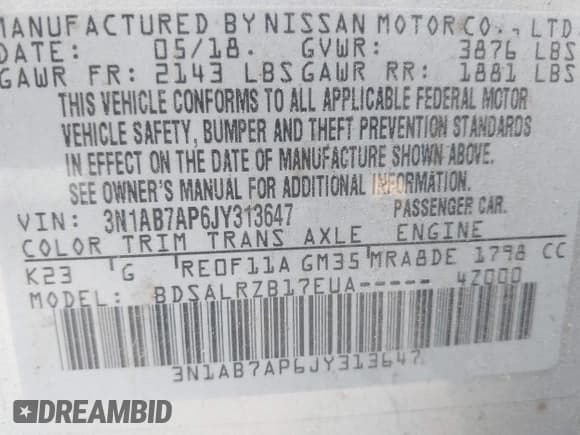 MANUFACTURED BY NISSAN MOTOR CO., LTD.
DATE: 05/18. GVWR: 3876 LBS
GAWR FR: 2143 LBS GAWR RR: 1881 LBS
THIS VEHICLE CONFORMS TO ALL APPLICABLE FEDERAL MOTOR
VEHICLE SAFETY, BUMPER AND THEFT PREVENTION STANDARDS
IN EFFECT ON THE DATE OF MANUFACTURE SHOWN ABOVE.
SEE OWNER'S MANUAL FOR ADDITIONAL INFORMATION.
VIN: 3N1AB7AP6JY313647 PASSENGER CAR.
COLOR TRIM TRANS AXLE ENGINE
K23 G RE0F11A GM35 MRA8DE 1798 CC
MODEL: BDSALRZB17EUA----- 4Z000
3N1AB7AP6JY313647
DREAMBID